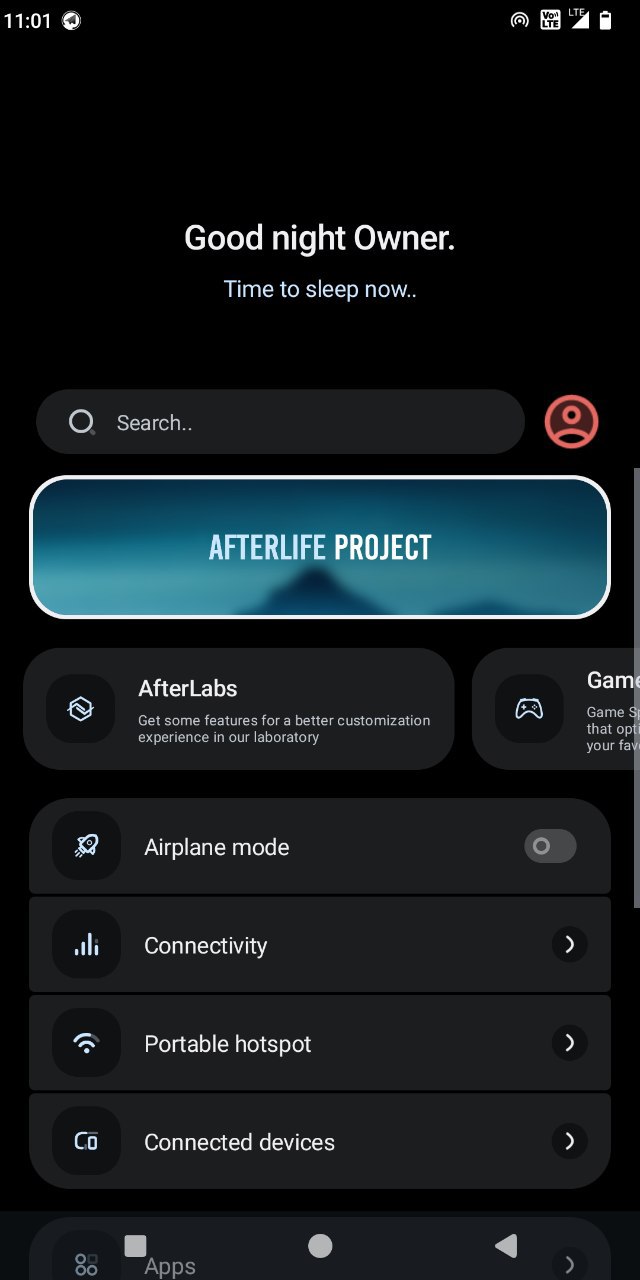 11:01
Vo))
LTE
LTE
Good night Owner.
Time to sleep now..
Search..
AFTERLIFE PROJECT
AfterLabs
Get some features for a better customization
experience in our laboratory
Game
Game Sp
that opti
your favo
Airplane mode
Connectivity
Portable hotspot
Connected devices
Apps